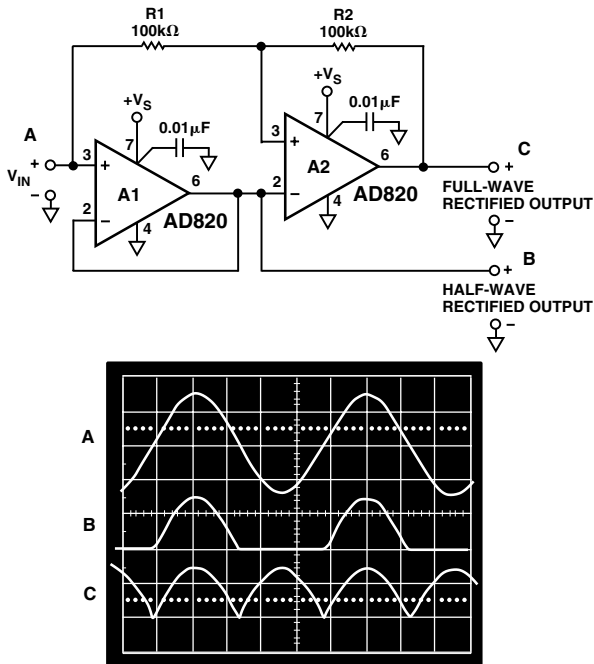 R1
100kΩ
R2
100kΩ
+VS
0.01μF
+VS
0.01μF
A
+
VIN
−
3
+
7
A1
6
2
−
4
AD820
3
+
7
A2
6
2
−
4
AD820
C
+
FULL-WAVE
RECTIFIED OUTPUT
−
B
+
HALF-WAVE
RECTIFIED OUTPUT
−
A
B
C